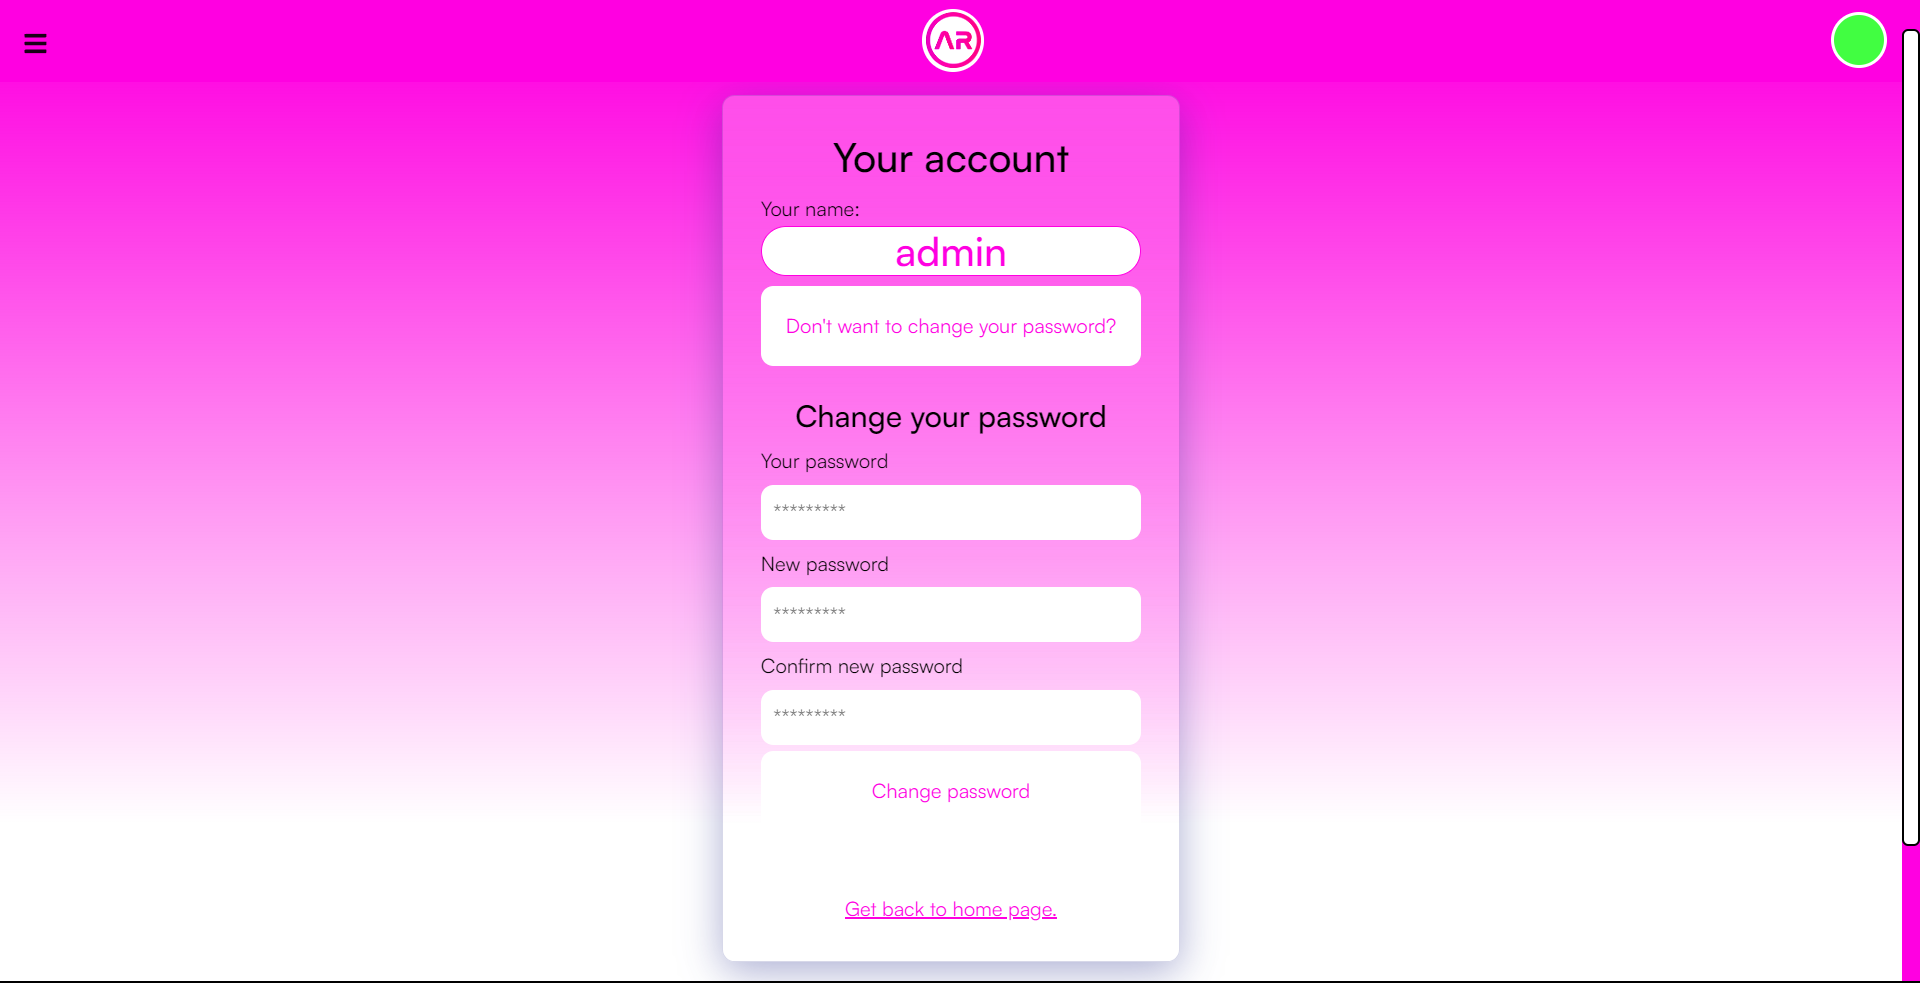 AR
Your account
Your name:
admin
Don't want to change your password?
Change your password
Your password
*********
New password
*********
Confirm new password
*********
Change password
Get back to home page.